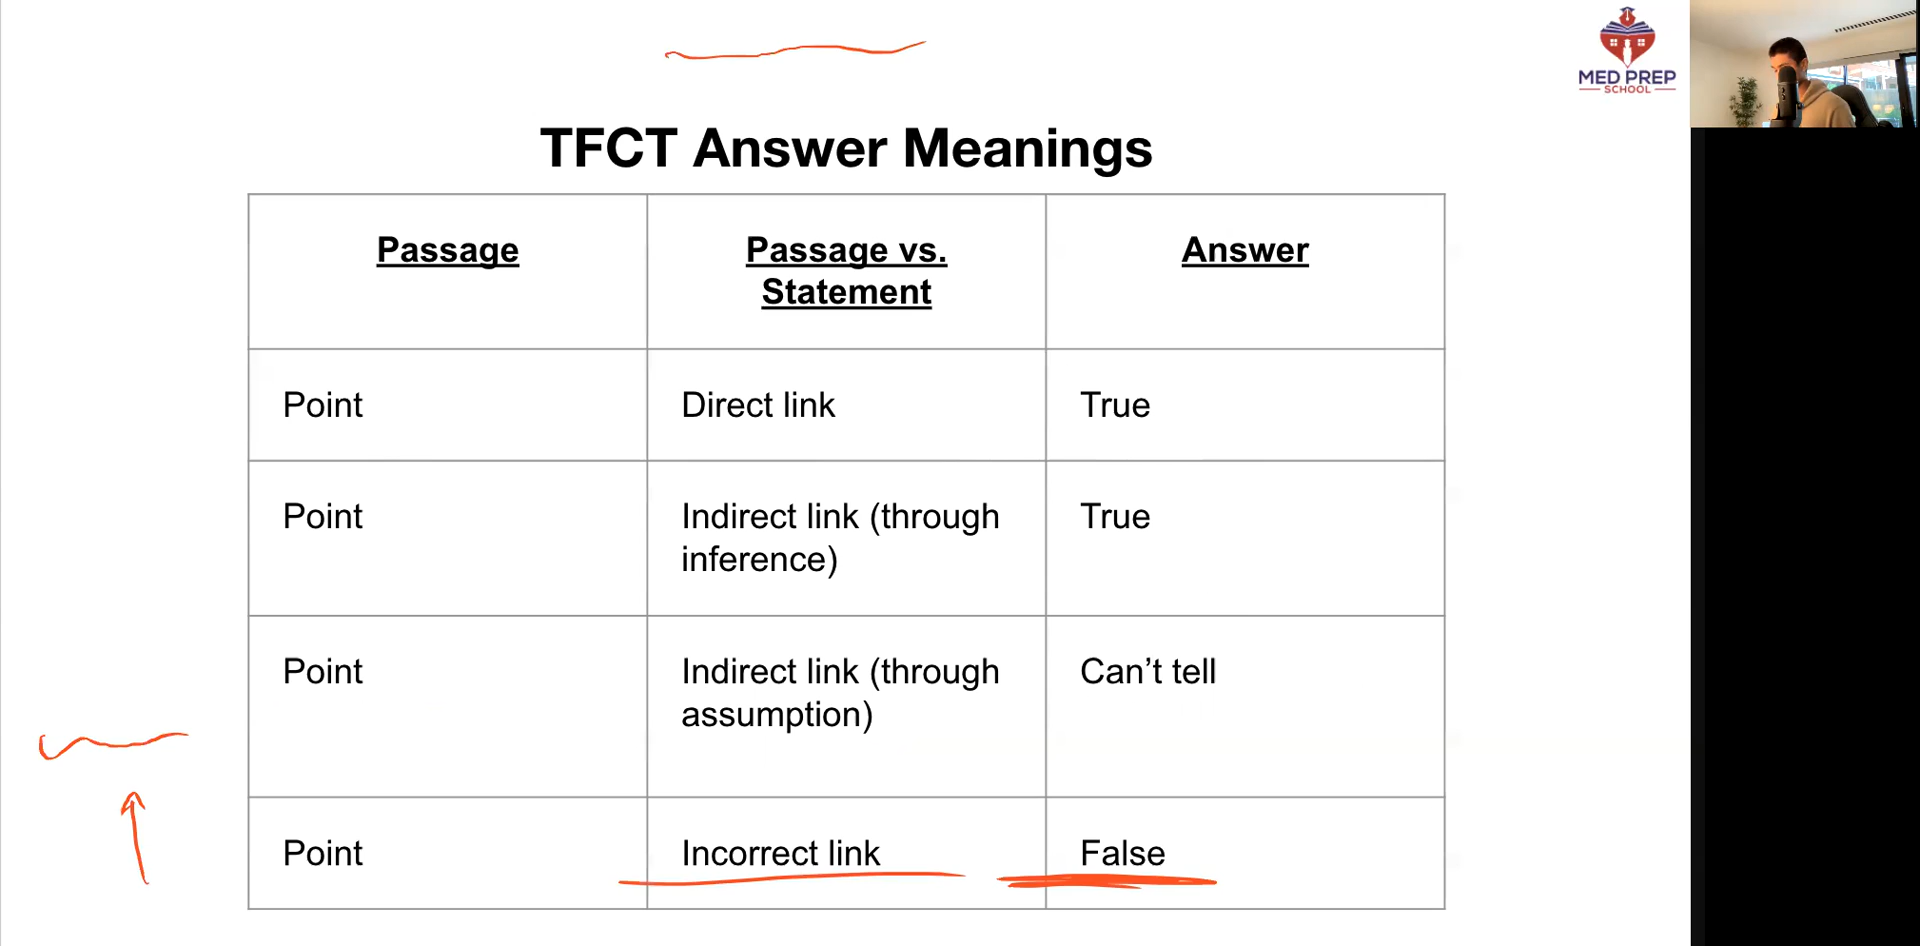 MED PREP
SCHOOL
TFCT Answer Meanings
Passage
Passage vs.
Statement
Answer
Point
Direct link
True
Point
Indirect link (through
inference)
True
Point
Indirect link (through
assumption)
Can’t tell
Point
Incorrect link
False